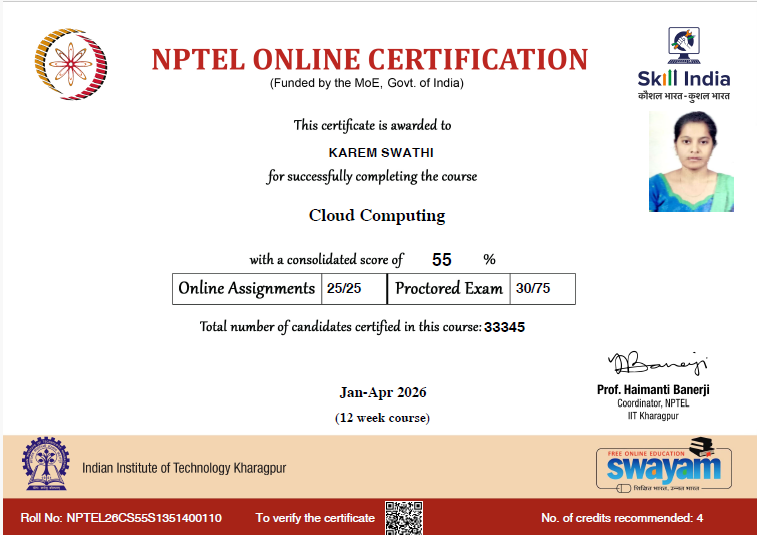 NPTEL ONLINE CERTIFICATION
(Funded by the MoE, Govt. of India)
Skill India
कौशल भारत - कुशल भारत
This certificate is awarded to
KAREM SWATHI
for successfully completing the course
Cloud Computing
with a consolidated score of 55 %
Online Assignments 25/25 Proctored Exam 30/75
Total number of candidates certified in this course: 33345
Jan-Apr 2026
(12 week course)
Prof. Haimanti Banerji
Coordinator, NPTEL
IIT Kharagpur
Indian Institute of Technology Kharagpur
FREE ONLINE EDUCATION
swayam
शिक्षित भारत, उन्नत भारत
Roll No: NPTEL26CS55S1351400110 To verify the certificate No. of credits recommended: 4